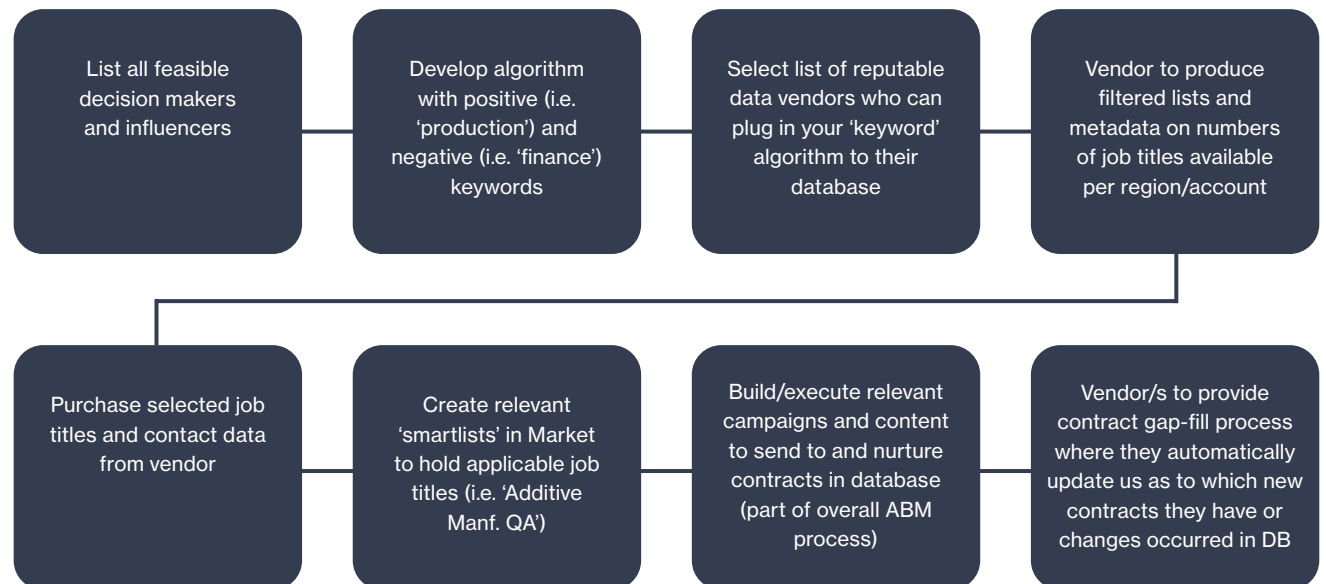 List all feasible
decision makers
and influencers
Develop algorithm
with positive (i.e.
‘production’) and
negative (i.e. ‘finance’)
keywords
Select list of reputable
data vendors who can
plug in your ‘keyword’
algorithm to their
database
Vendor to produce
filtered lists and
metadata on numbers
of job titles available
per region/account
Purchase selected job
titles and contact data
from vendor
Create relevant
‘smartlists’ in Market
to hold applicable job
titles (i.e. ‘Additive
Manf. QA’)
Build/execute relevant
campaigns and content
to send to and nurture
contracts in database
(part of overall ABM
process)
Vendor/s to provide
contract gap-fill process
where they automatically
update us as to which new
contracts they have or
changes occurred in DB